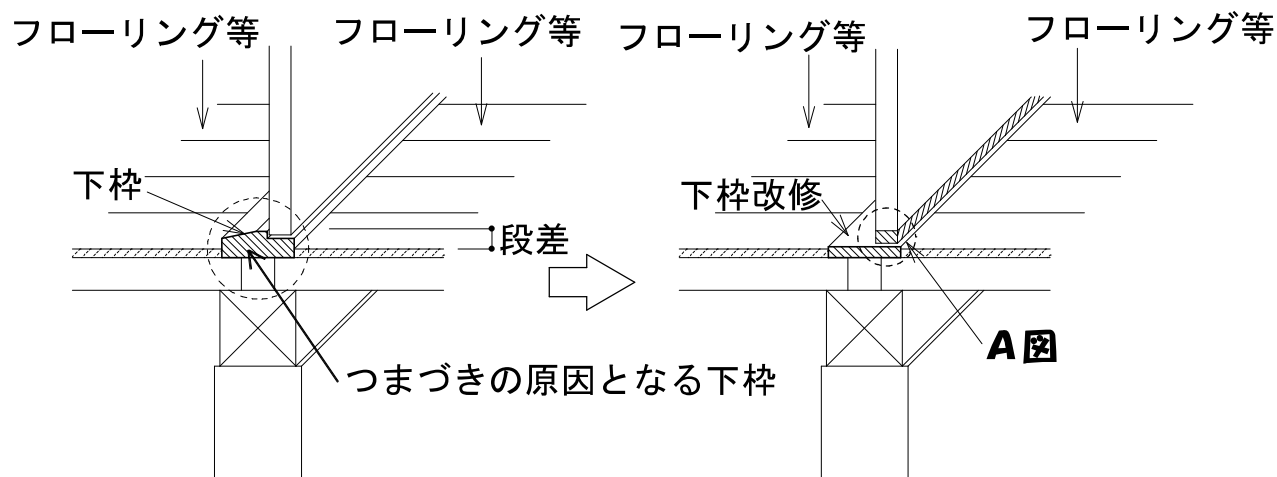 フローリング等
フローリング等
下枠
段差
つまづきの原因となる下枠
フローリング等
フローリング等
下枠改修
A図